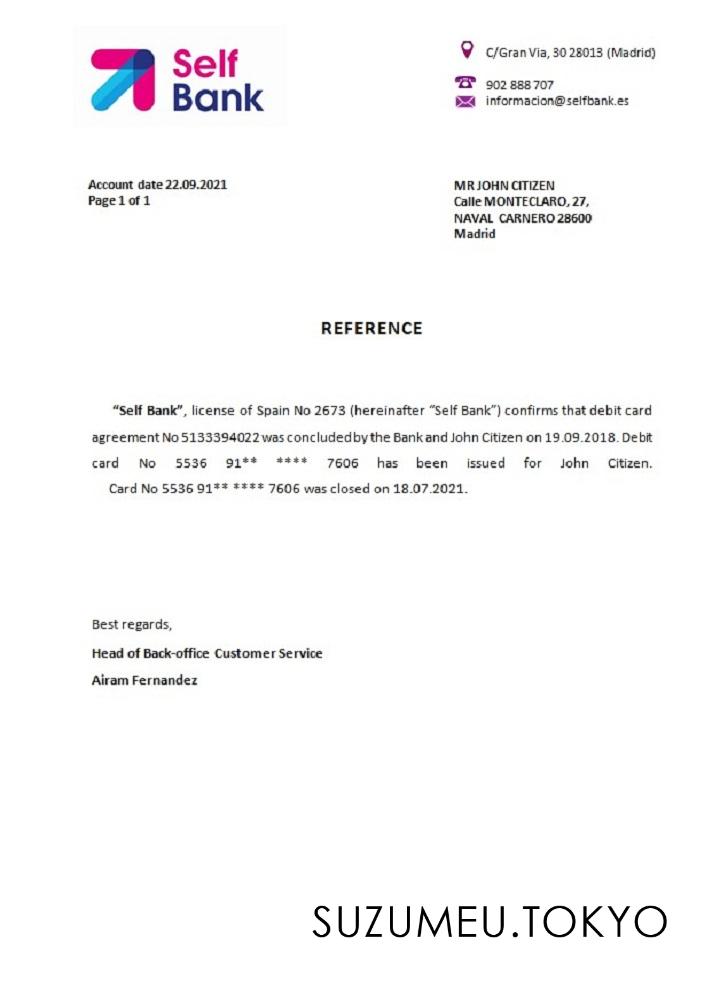 Self
Bank
C/Gran Via, 30 28013 (Madrid)
902 888 707
informacion@selfbank.es
Account date 22.09.2021
Page 1 of 1
MR JOHN CITIZEN
Calle MONTECLARO, 27,
NAVAL CARNERO 28600
Madrid
REFERENCE
“Self Bank”, license of Spain No 2673 (hereinafter “Self Bank”) confirms that debit card
agreement No 5133394022 was concluded by the Bank and John Citizen on 19.09.2018. Debit
card No 5536 91** **** 7606 has been issued for John Citizen.
Card No 5536 91** **** 7606 was closed on 18.07.2021.
Best regards,
Head of Back-office Customer Service
Airam Fernandez
SUZUMEU.TOKYO